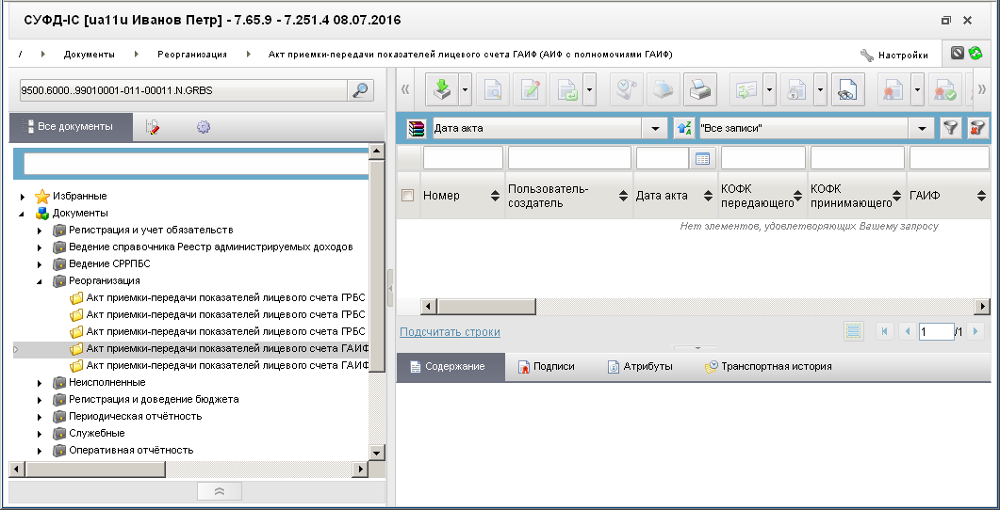 СУФД-IC [ua11u Иванов Петр] - 7.65.9 - 7.251.4 08.07.2016
/ Документы Реорганизация Акт приемки-передачи показателей лицевого счета ГАИФ (АИФ с полномочиями ГАИФ) Настройки
9500.6000..99010001-011-00011.N.GRBS
Все документы
Избранные
Документы
Регистрация и учет обязательств
Ведение справочника Реестр администрируемых доходов
Ведение СРРПБС
Реорганизация
Акт приемки-передачи показателей лицевого счета ГРБС
Акт приемки-передачи показателей лицевого счета ГРБС
Акт приемки-передачи показателей лицевого счета ГРБС
Акт приемки-передачи показателей лицевого счета ГАИФ
Акт приемки-передачи показателей лицевого счета ГАИФ
Неисполненные
Регистрация и доведение бюджета
Периодическая отчётность
Служебные
Оперативная отчётность
Дата акта "Все записи"
Номер
Пользователь-
создатель
Дата акта
КОФК
передающего
КОФК
принимающего
ГАИФ
Нет элементов, удовлетворяющих Вашему запросу
Подсчитать строки 1 /1
Содержание Подписи Атрибуты Транспортная история